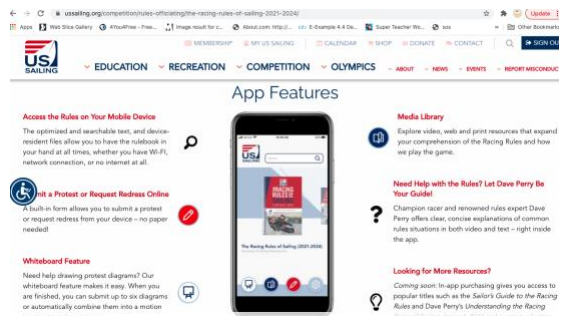 ussailing.org/competition/rules-officiating/the-racing-rules-of-sailing-2021-2024/
Update
Apps Web Slice Gallery 4You4Free - Free... Image result for c... About.com: http://... E-Example 4.4 De... Super Teacher Wo... sos Other Bookmarks
MEMBERSHIP MY US SAILING CALENDAR SHOP DONATE CONTACT SIGN OU
US
SAILING
EDUCATION RECREATION COMPETITION OLYMPICS ABOUT NEWS EVENTS REPORT MISCONDUC
App Features
Access the Rules on Your Mobile Device
The optimized and searchable text, and device-
resident files allow you to have the rulebook in
your hand at all times, whether you have Wi-Fi,
network connection, or no internet at all.
mit a Protest or Request Redress Online
A built-in form allows you to submit a protest
or request redress from your device – no paper
needed!
Whiteboard Feature
Need help drawing protest diagrams? Our
whiteboard feature makes it easy. When you
are finished, you can submit up to six diagrams
or automatically combine them into a motion
US
SAILING
RACING
RULES
The Racing Rules of Sailing (2021-2024)
Media Library
Explore video, web and print resources that expand
your comprehension of the Racing Rules and how
we play the game.
Need Help with the Rules? Let Dave Perry Be
Your Guide!
Champion racer and renowned rules expert Dave
Perry offers clear, concise explanations of common
rules situations in both video and text – right inside
the app.
Looking for More Resources?
Coming soon: In-app purchasing gives you access to
popular titles such as the Sailor's Guide to the Racing
Rules and Dave Perry's Understanding the Racing